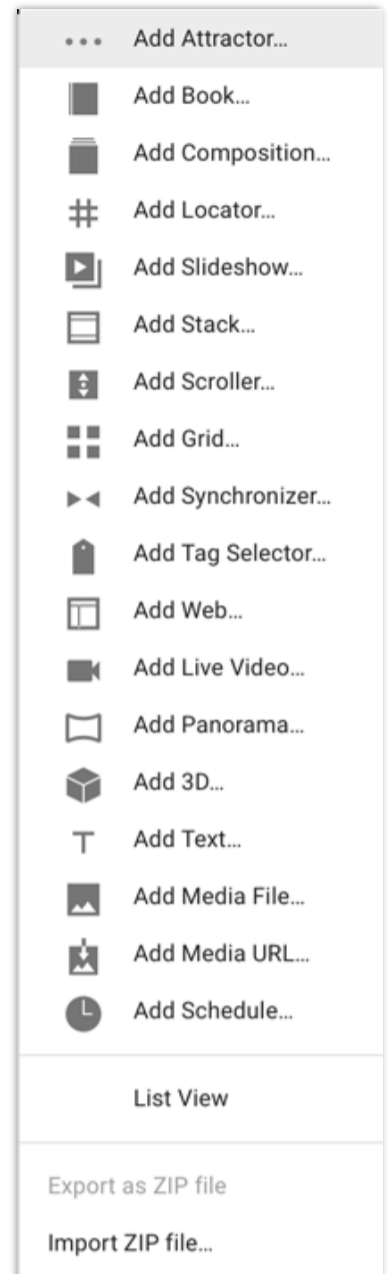 Add Attractor…
Add Book…
Add Composition…
Add Locator…
Add Slideshow…
Add Stack…
Add Scroller…
Add Grid…
Add Synchronizer…
Add Tag Selector…
Add Web…
Add Live Video…
Add Panorama…
Add 3D…
Add Text…
Add Media File…
Add Media URL…
Add Schedule…
List View
Export as ZIP file
Import ZIP file…